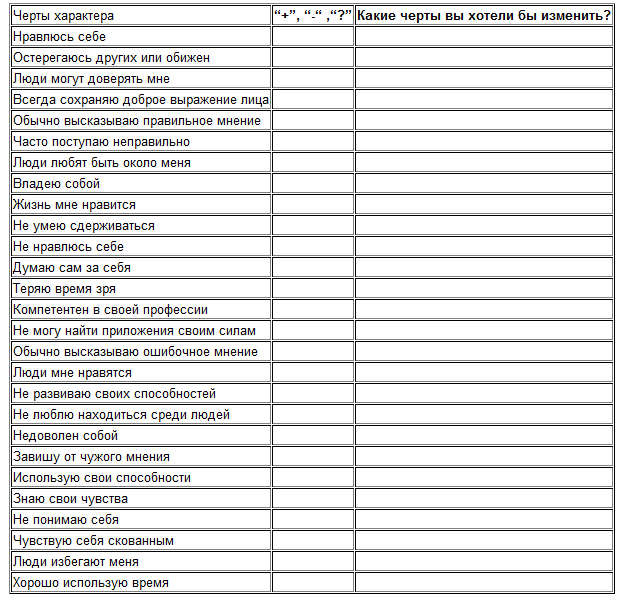 Черты характера “+”, “-“ ,“?” Какие черты вы хотели бы изменить?
Нравлюсь себе
Остерегаюсь других или обижен
Люди могут доверять мне
Всегда сохраняю доброе выражение лица
Обычно высказываю правильное мнение
Часто поступаю неправильно
Люди любят быть около меня
Владею собой
Жизнь мне нравится
Не умею сдерживаться
Не нравлюсь себе
Думаю сам за себя
Теряю время зря
Компетентен в своей профессии
Не могу найти приложения своим силам
Обычно высказываю ошибочное мнение
Люди мне нравятся
Не развиваю своих способностей
Не люблю находиться среди людей
Недоволен собой
Завишу от чужого мнения
Использую свои способности
Знаю свои чувства
Не понимаю себя
Чувствую себя скованным
Люди избегают меня
Хорошо использую время